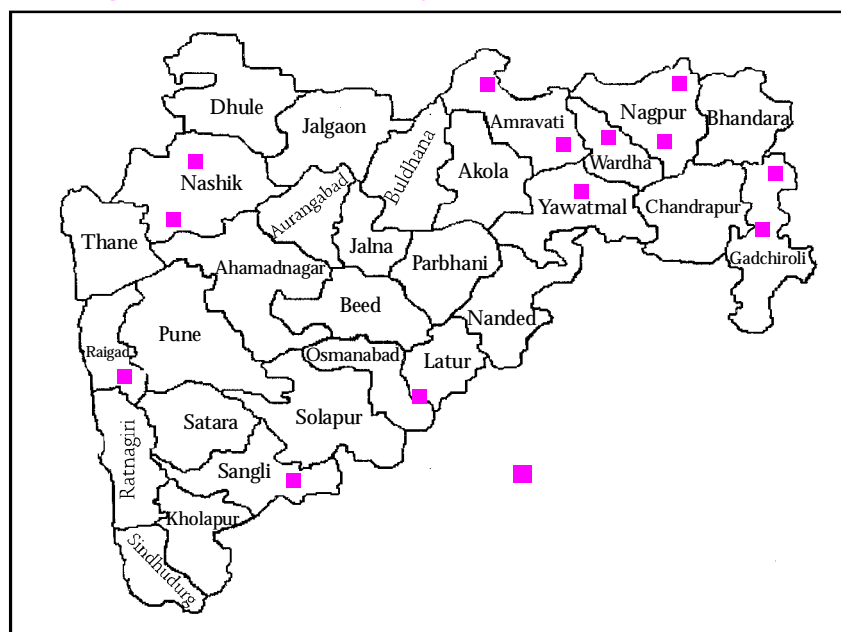 Dhule
Jalgaon
Buldhana
Amravati
Nagpur
Bhandara
Akola
Wardha
Nashik
Aurangabad
Yawatmal
Chandrapur
Thane
Jalna
Parbhani
Gadchiroli
Ahamadnagar
Beed
Nanded
Pune
Raigad
Osmanabad
Latur
Satara
Solapur
Ratnagiri
Sangli
Kholapur
Sindhudurg